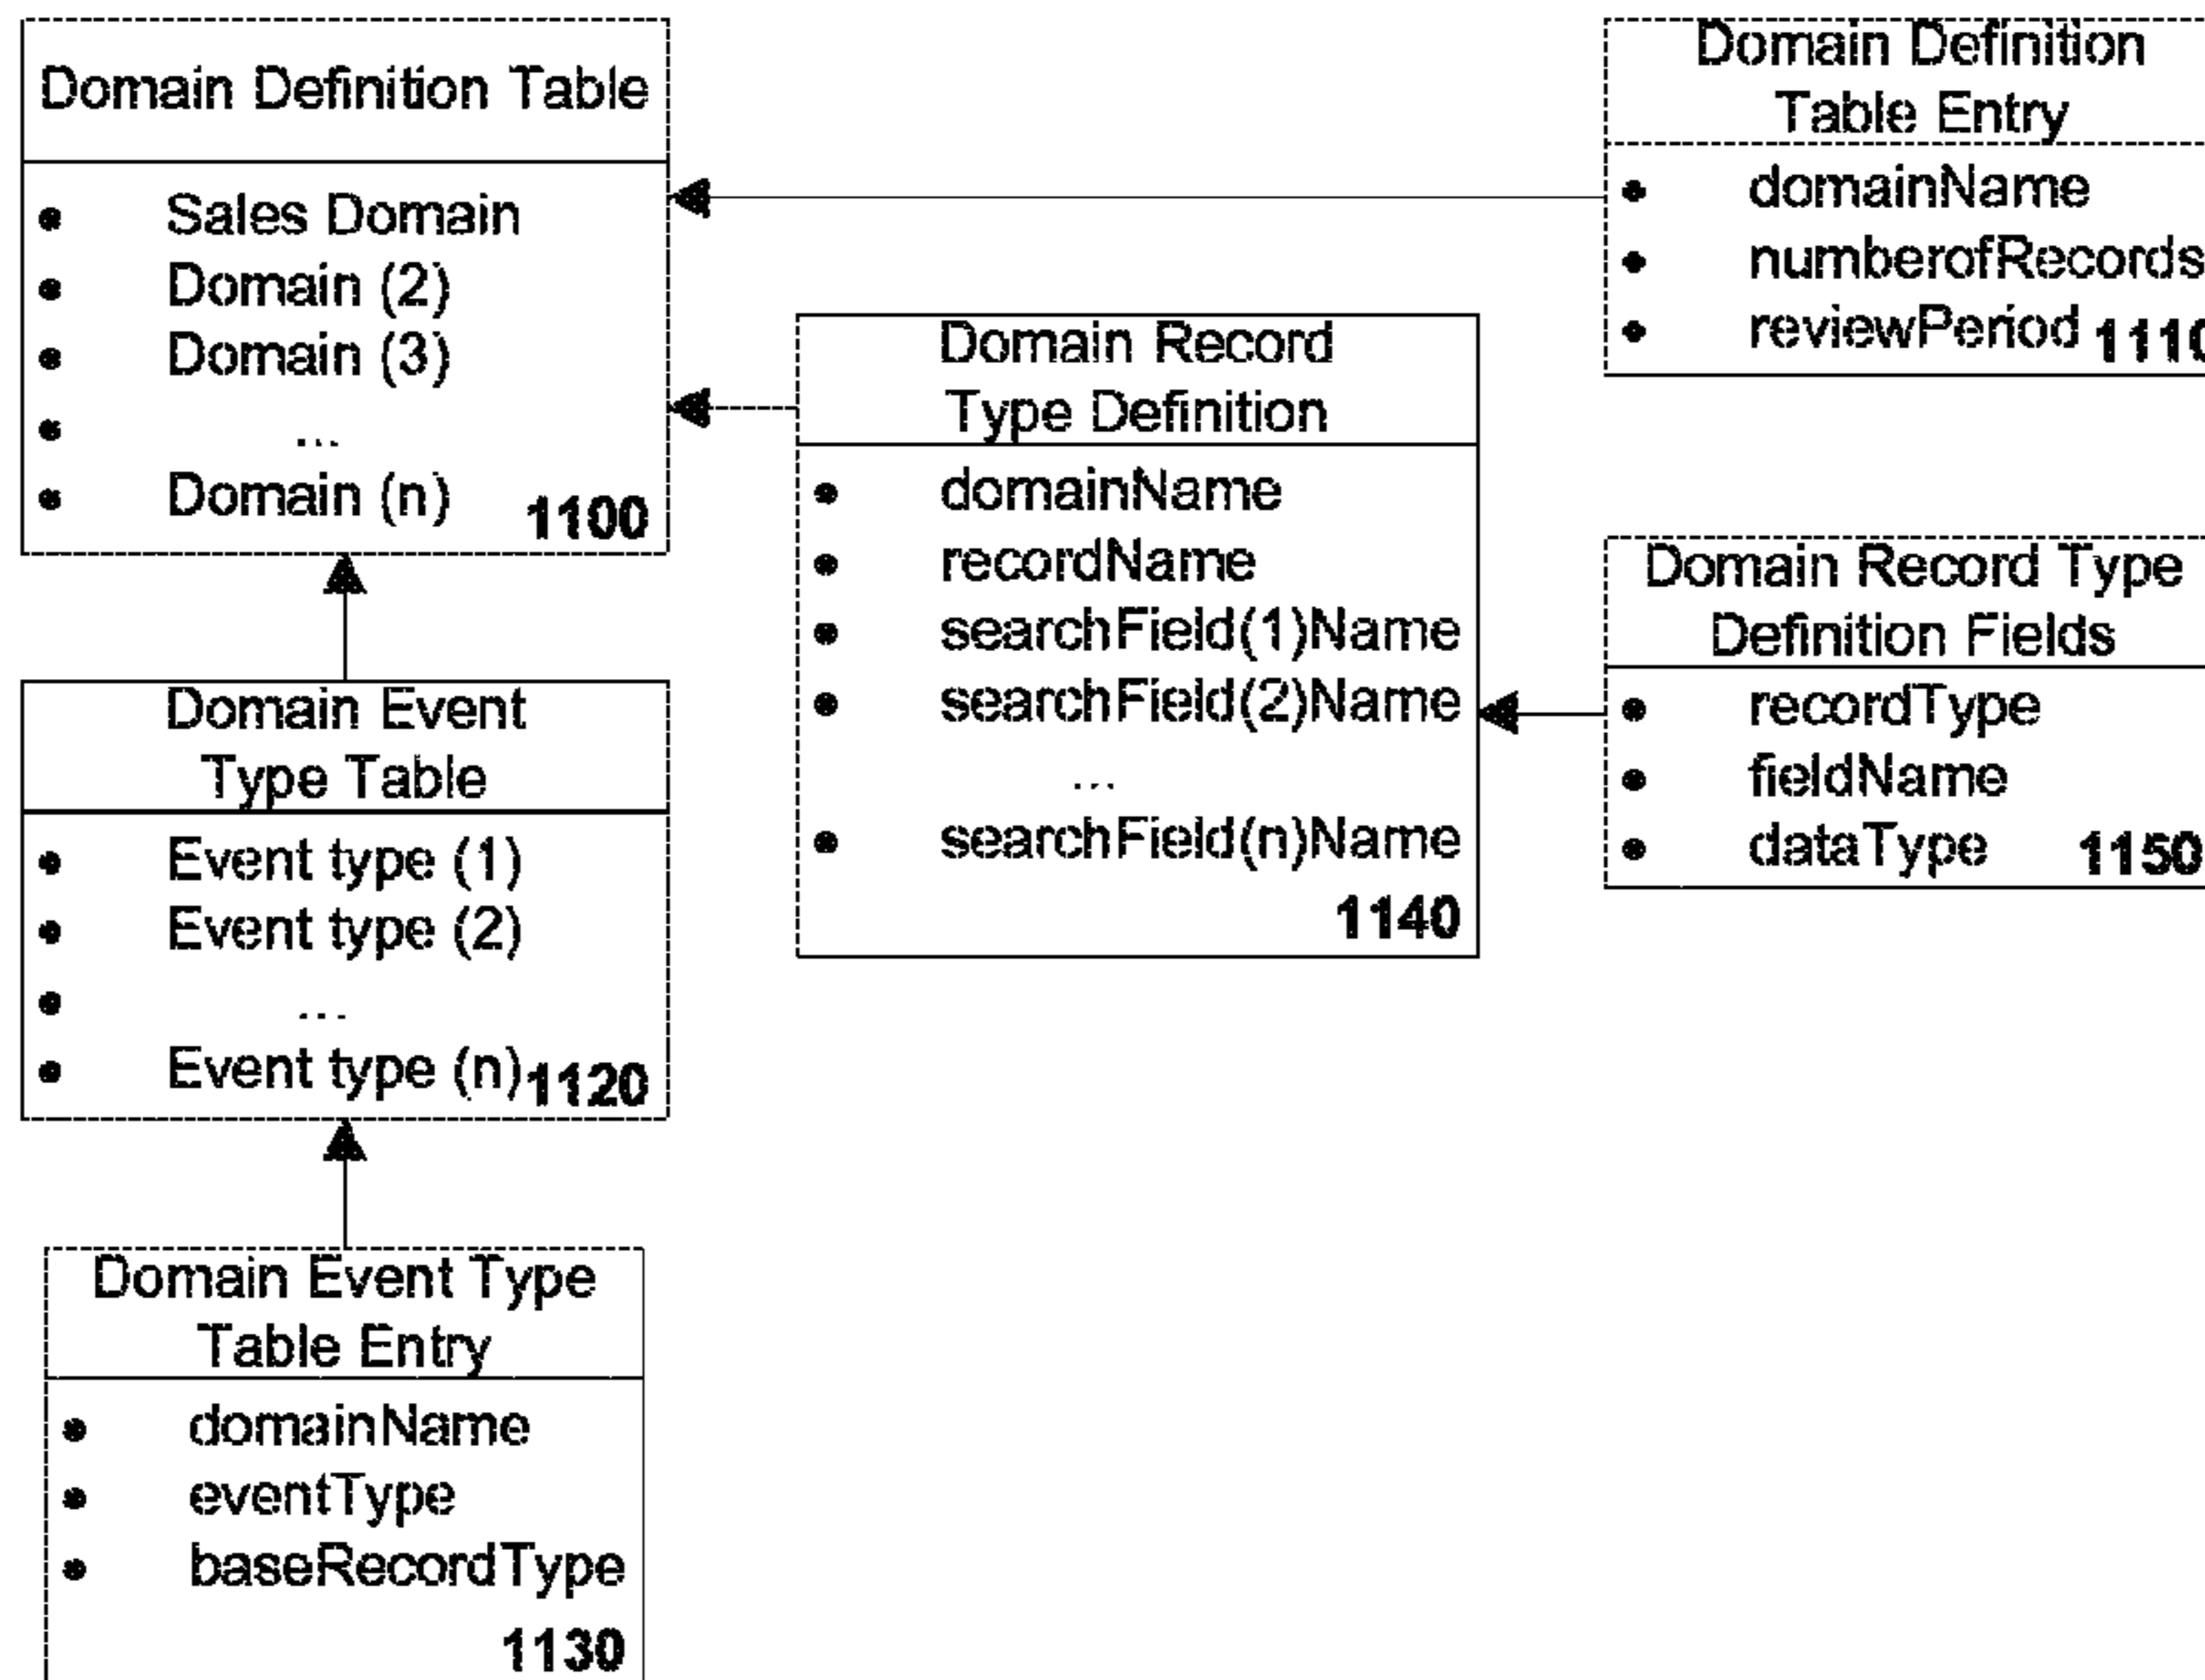 Domain Definition Table
• Sales Domain
• Domain (2)
• Domain (3)
• ...
• Domain (n)
1100
Domain Definition
Table Entry
• domainName
• numberofRecords
• reviewPeriod
1110
Domain Record
Type Definition
• domainName
• recordName
• searchField(1)Name
• searchField(2)Name
...
• searchField(n)Name
1140
Domain Record Type
Definition Fields
• recordType
• fieldName
• dataType
1150
Domain Event
Type Table
• Event type (1)
• Event type (2)
• ...
• Event type (n)
1120
Domain Event Type
Table Entry
• domainName
• eventType
• baseRecordType
1130